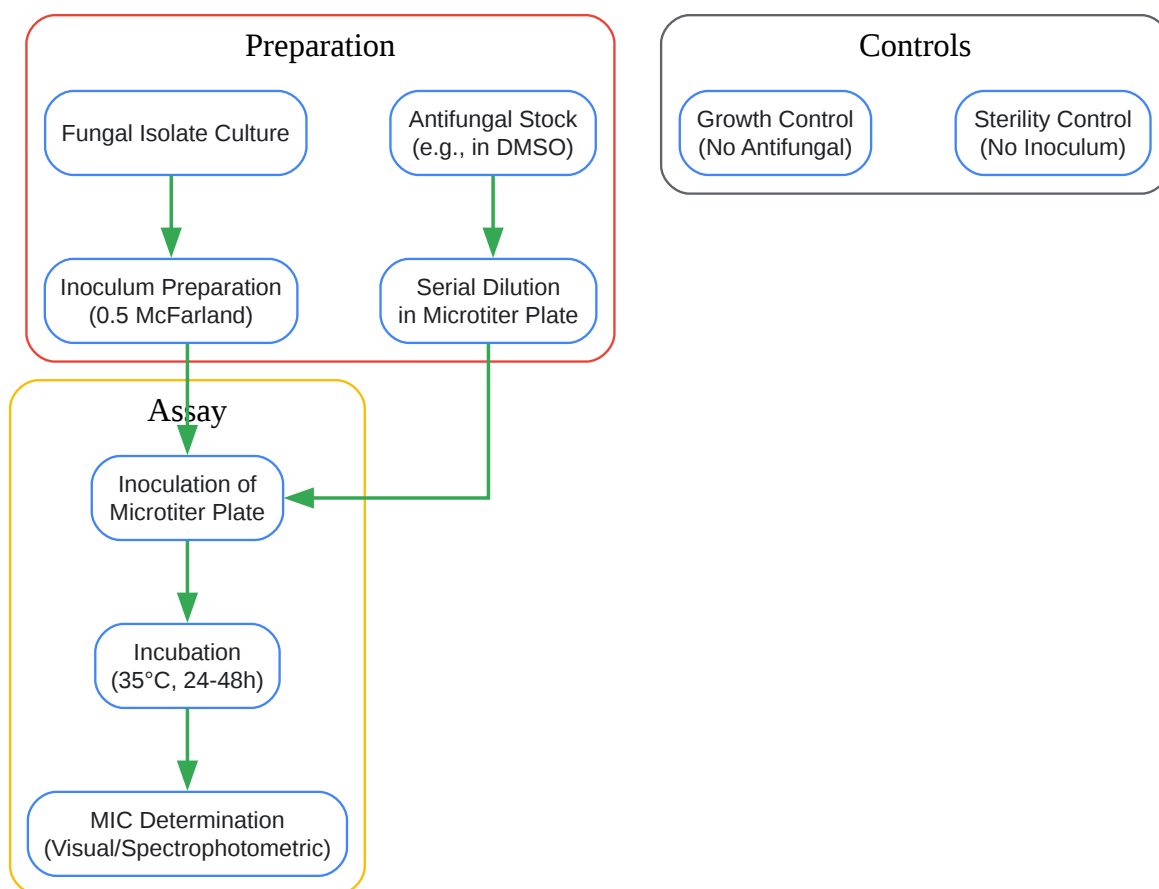 Preparation
Fungal Isolate Culture
Antifungal Stock
(e.g., in DMSO)
Inoculum Preparation
(0.5 McFarland)
Serial Dilution
in Microtiter Plate
Controls
Growth Control
(No Antifungal)
Sterility Control
(No Inoculum)
Assay
Inoculation of
Microtiter Plate
Incubation
(35°C, 24-48h)
MIC Determination
(Visual/Spectrophotometric)